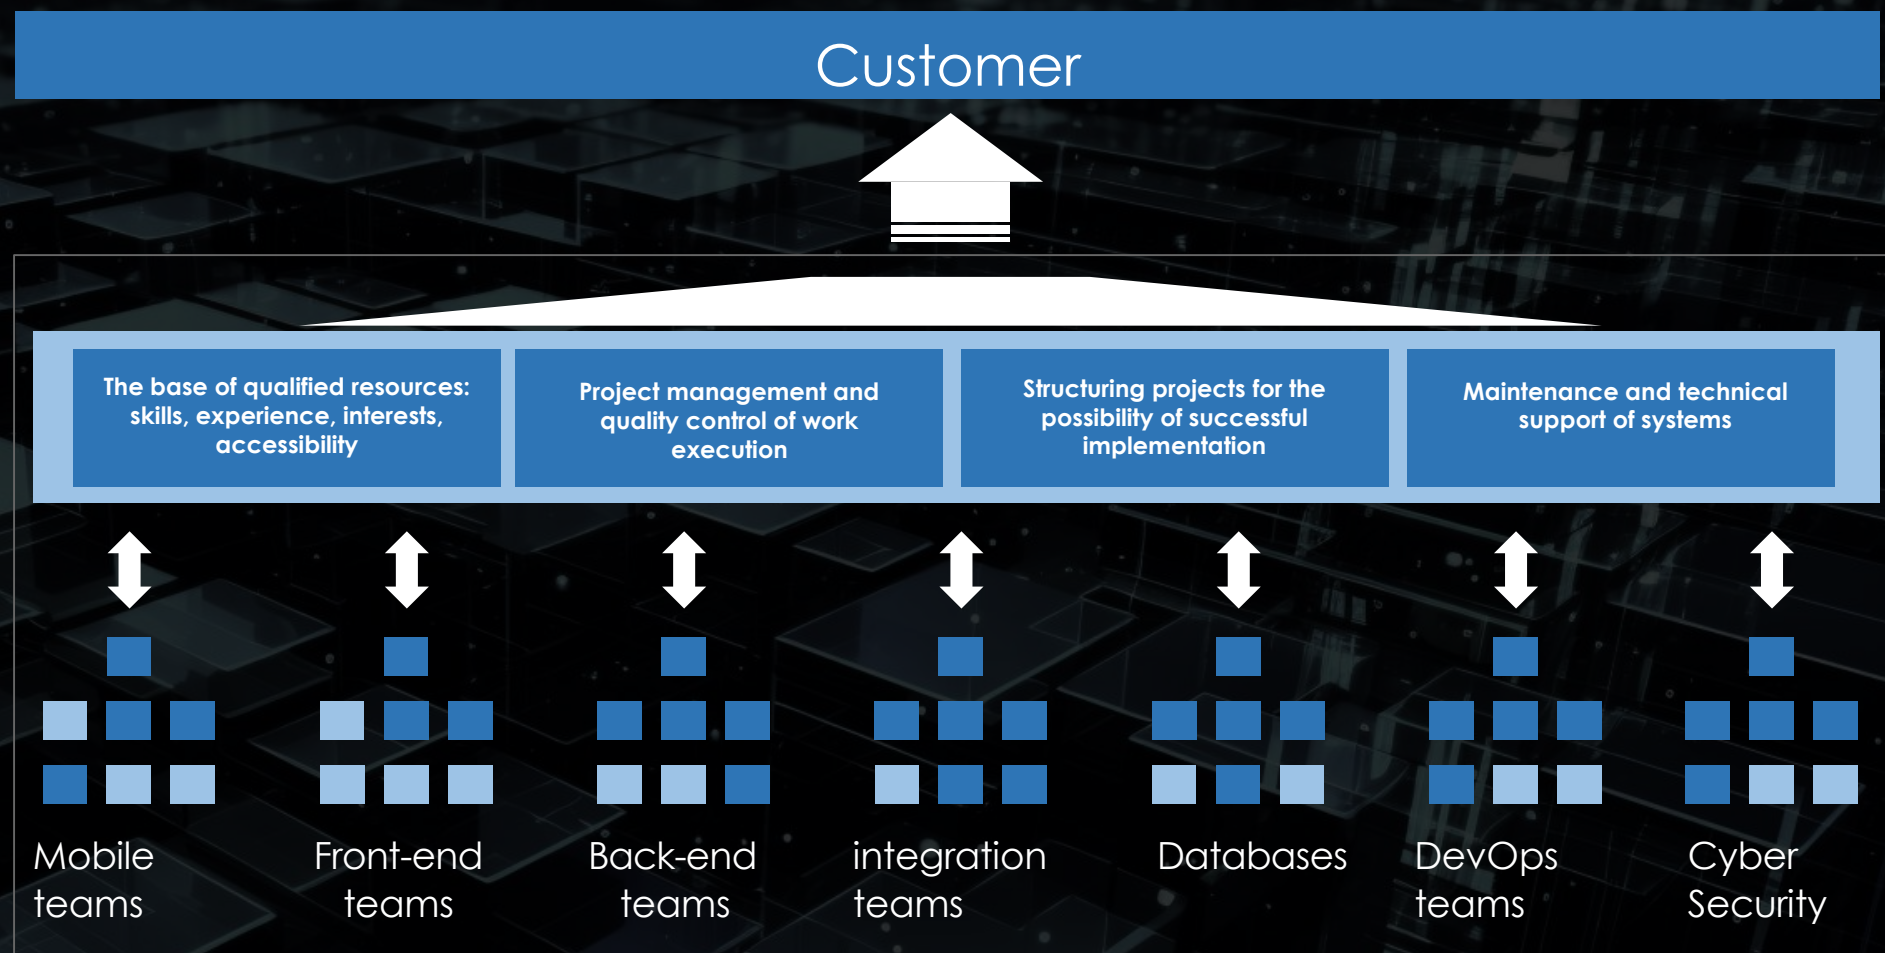 Customer
The base of qualified resources:
skills, experience, interests,
accessibility
Project management and
quality control of work
execution
Structuring projects for the
possibility of successful
implementation
Maintenance and technical
support of systems
Mobile
teams
Front-end
teams
Back-end
teams
integration
teams
Databases
DevOps
teams
Cyber
Security